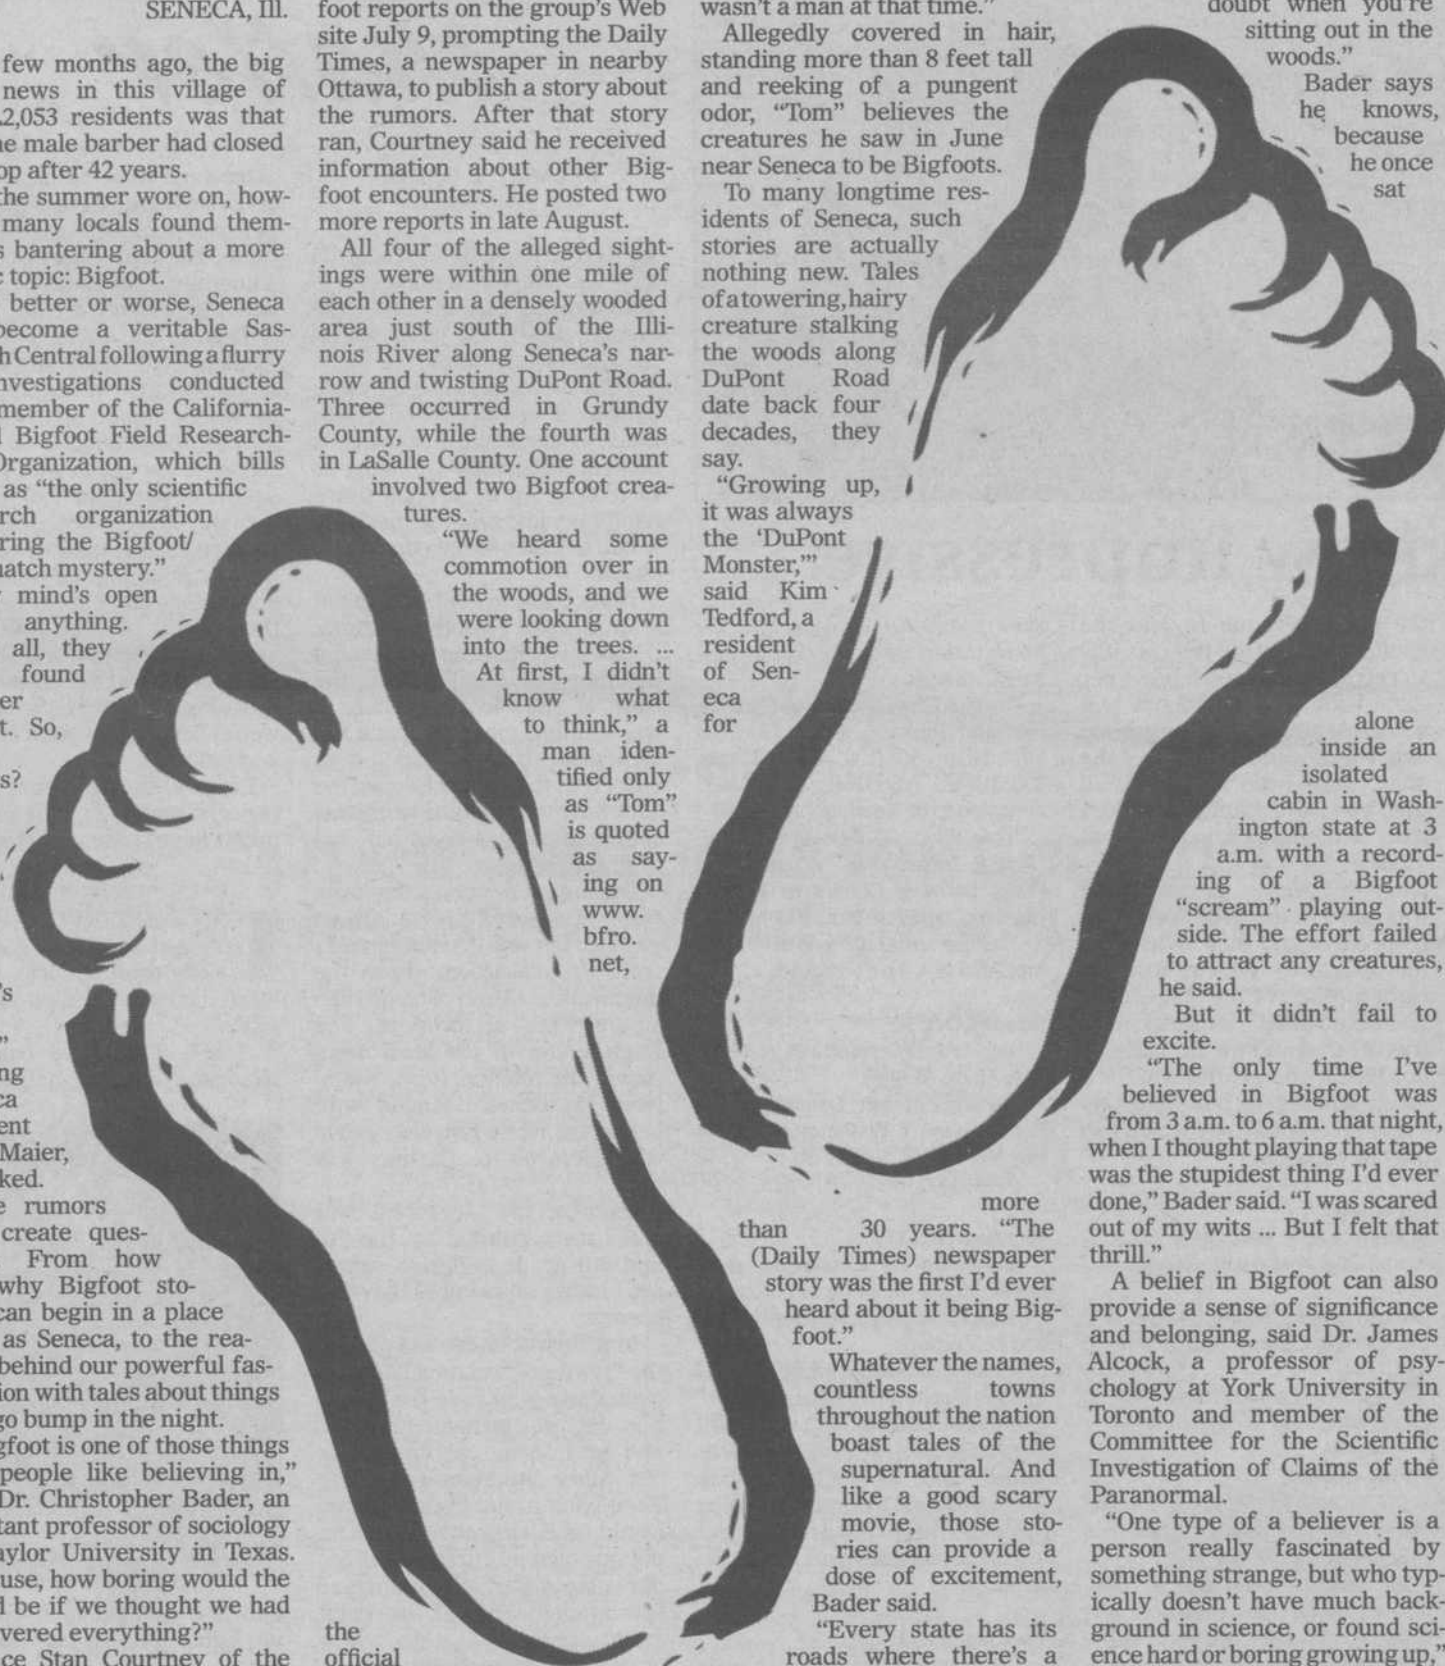 SENECA, Ill.
few months ago, the big
news in this village of
2,053 residents was that
ne male barber had closed
op after 42 years.
the summer wore on, how-
many locals found them-
s bantering about a more
c topic: Bigfoot.
better or worse, Seneca
become a veritable Sas-
h Central following a flurry
nvestigations conducted
member of the California-
l Bigfoot Field Research-
Organization, which bills
as “the only scientific
rch organization
ring the Bigfoot/
natch mystery.”
mind’s open
anything.
all, they
found
er
t. So,
s?
’s
”
ng
ca
ent
Maier,
ked.
e rumors
create ques-
From how
why Bigfoot sto-
can begin in a place
as Seneca, to the rea-
behind our powerful fas-
ion with tales about things
go bump in the night.
gfoot is one of those things
people like believing in,”
Dr. Christopher Bader, an
tant professor of sociology
aylor University in Texas.
use, how boring would the
d be if we thought we had
vered everything?”
ce Stan Courtney of the
foot reports on the group’s Web
site July 9, prompting the Daily
Times, a newspaper in nearby
Ottawa, to publish a story about
the rumors. After that story
ran, Courtney said he received
information about other Big-
foot encounters. He posted two
more reports in late August.
All four of the alleged sight-
ings were within one mile of
each other in a densely wooded
area just south of the Illi-
nois River along Seneca’s nar-
row and twisting DuPont Road.
Three occurred in Grundy
County, while the fourth was
in LaSalle County. One account
involved two Bigfoot crea-
tures.
“We heard some
commotion over in
the woods, and we
were looking down
into the trees. ...
At first, I didn’t
know what
to think,” a
man iden-
tified only
as “Tom”
is quoted
as say-
ing on
www.
bfro.
net,
the
official
wasn’t a man at that time.”
Allegedly covered in hair,
standing more than 8 feet tall
and reeking of a pungent
odor, “Tom” believes the
creatures he saw in June
near Seneca to be Bigfoots.
To many longtime res-
idents of Seneca, such
stories are actually
nothing new. Tales
of a towering, hairy
creature stalking
the woods along
DuPont Road
date back four
decades, they
say.
“Growing up,
it was always
the ‘DuPont
Monster,’”
said Kim
Tedford, a
resident
of Sen-
eca
for
more
than 30 years. “The
(Daily Times) newspaper
story was the first I’d ever
heard about it being Big-
foot.”
Whatever the names,
countless towns
throughout the nation
boast tales of the
supernatural. And
like a good scary
movie, those sto-
ries can provide a
dose of excitement,
Bader said.
“Every state has its
roads where there’s a
doubt when you’re
sitting out in the
woods.”
Bader says
he knows,
because
he once
sat
alone
inside an
isolated
cabin in Wash-
ington state at 3
a.m. with a record-
ing of a Bigfoot
“scream” playing out-
side. The effort failed
to attract any creatures,
he said.
But it didn’t fail to
excite.
“The only time I’ve
believed in Bigfoot was
from 3 a.m. to 6 a.m. that night,
when I thought playing that tape
was the stupidest thing I’d ever
done,” Bader said. “I was scared
out of my wits ... But I felt that
thrill.”
A belief in Bigfoot can also
provide a sense of significance
and belonging, said Dr. James
Alcock, a professor of psy-
chology at York University in
Toronto and member of the
Committee for the Scientific
Investigation of Claims of the
Paranormal.
“One type of a believer is a
person really fascinated by
something strange, but who typ-
ically doesn’t have much back-
ground in science, or found sci-
ence hard or boring growing up,”